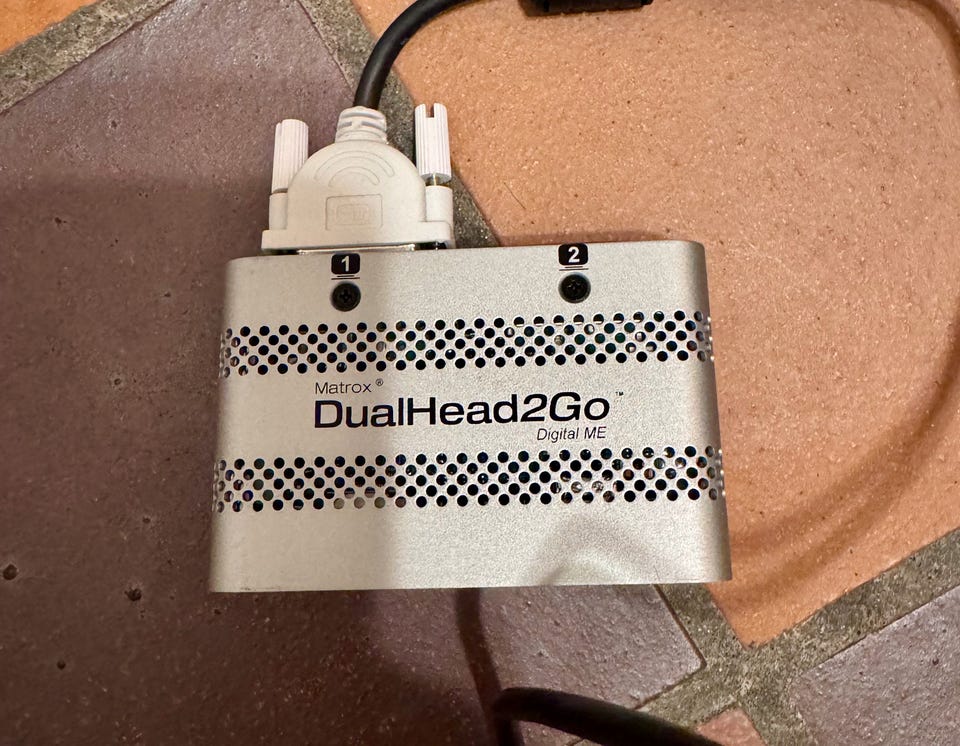 1
2
Matrox®
DualHead2Go™
Digital ME